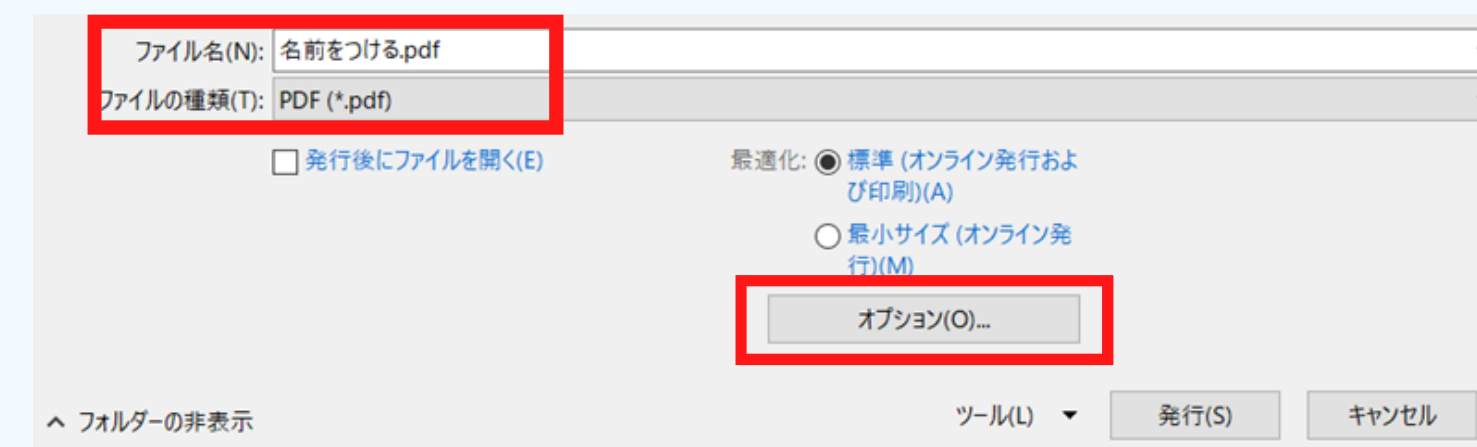 ファイル名(N): 名前をつける.pdf
ファイルの種類(T): PDF (*.pdf)
発行後にファイルを開く(E)
最適化: 標準 (オンライン発行およ
び印刷)(A)
最小サイズ (オンライン発
行)(M)
オプション(O)...
フォルダーの非表示
ツール(L)
発行(S)
キャンセル